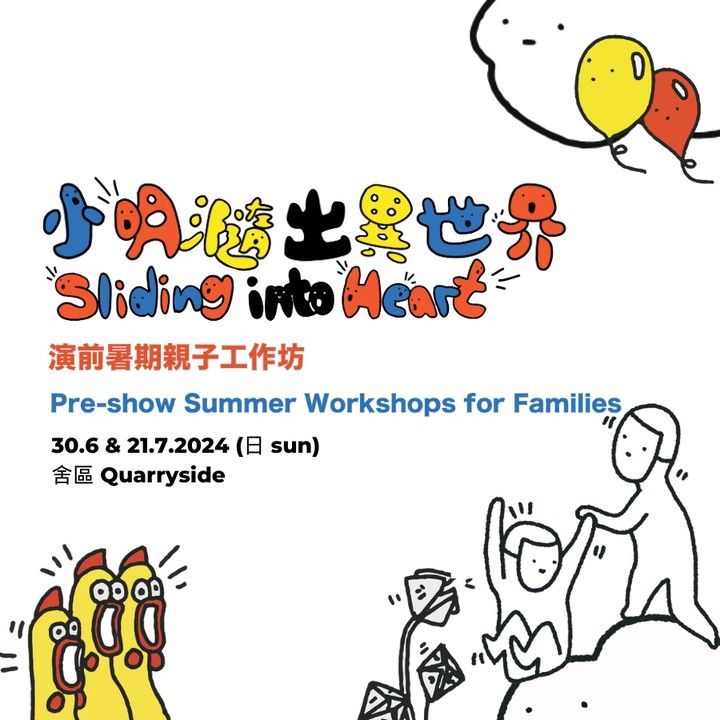 小明瀡出異世界
Sliding into Heart
演前暑期親子工作坊
Pre-show Summer Workshops for Families
30.6 & 21.7.2024 (日 sun)
舍區 Quarryside